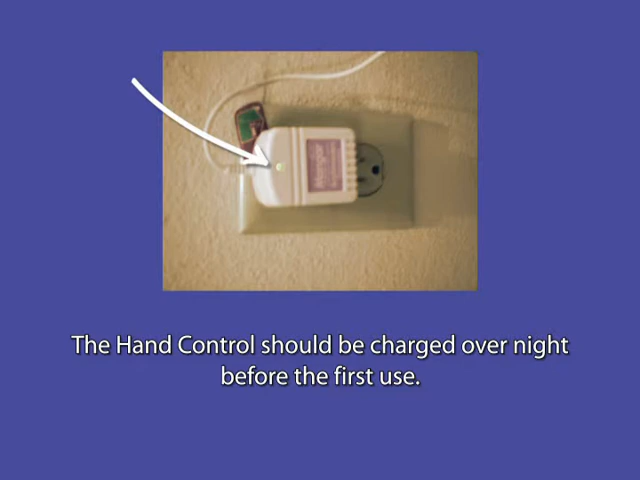 The Hand Control should be charged over night
before the first use.